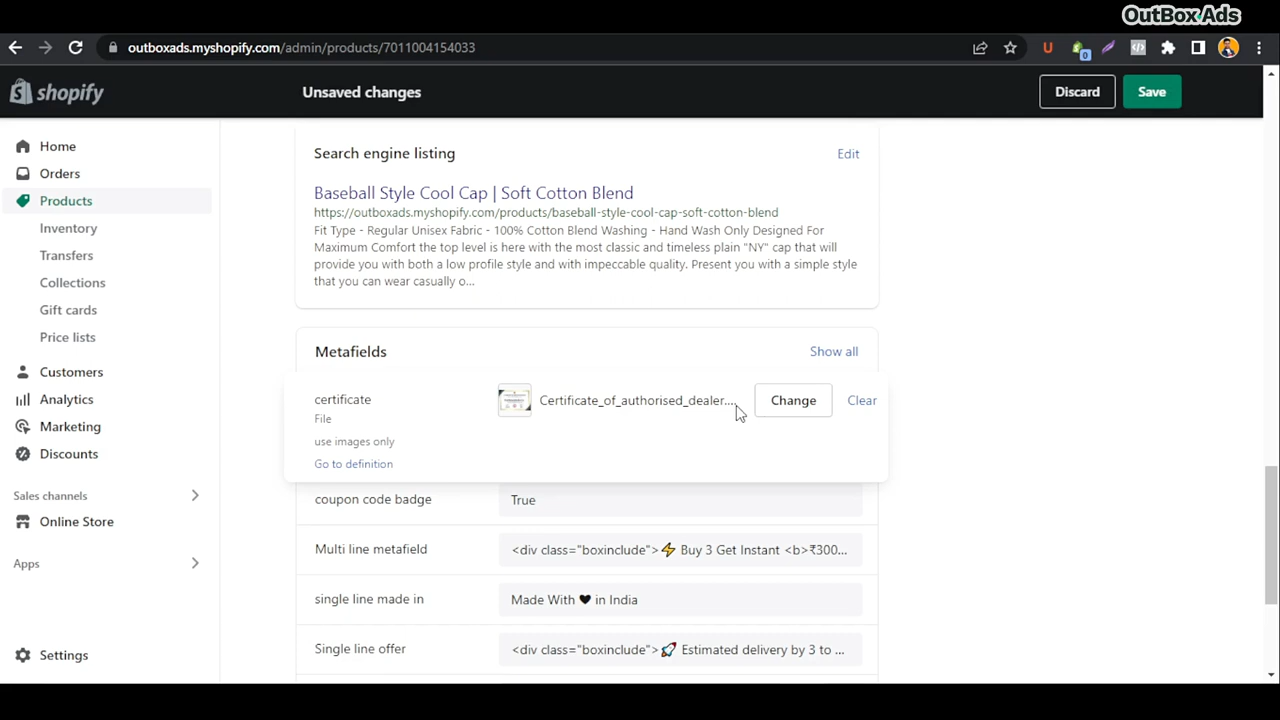 OutBox Ads
outboxads.myshopify.com/admin/products/7011004154033
U
0
shopify
Unsaved changes
Discard
Save
Home
Orders
Products
Inventory
Transfers
Collections
Gift cards
Price lists
Customers
Analytics
Marketing
Discounts
Sales channels
Online Store
Apps
Settings
Search engine listing
Edit
Baseball Style Cool Cap | Soft Cotton Blend
https://outboxads.myshopify.com/products/baseball-style-cool-cap-soft-cotton-blend
Fit Type - Regular Unisex Fabric - 100% Cotton Blend Washing - Hand Wash Only Designed For
Maximum Comfort the top level is here with the most classic and timeless plain "NY" cap that will
provide you with both a low profile style and with impeccable quality. Present you with a simple style
that you can wear casually o...
Metafields
Show all
certificate
File
use images only
Go to definition
Certificate_of_authorised_dealer....
Change
Clear
coupon code badge
True
Multi line metafield
<div class="boxinclude">⚡ Buy 3 Get Instant <b>₹300...
single line made in
Made With ♥ in India
Single line offer
<div class="boxinclude">🚀 Estimated delivery by 3 to ...